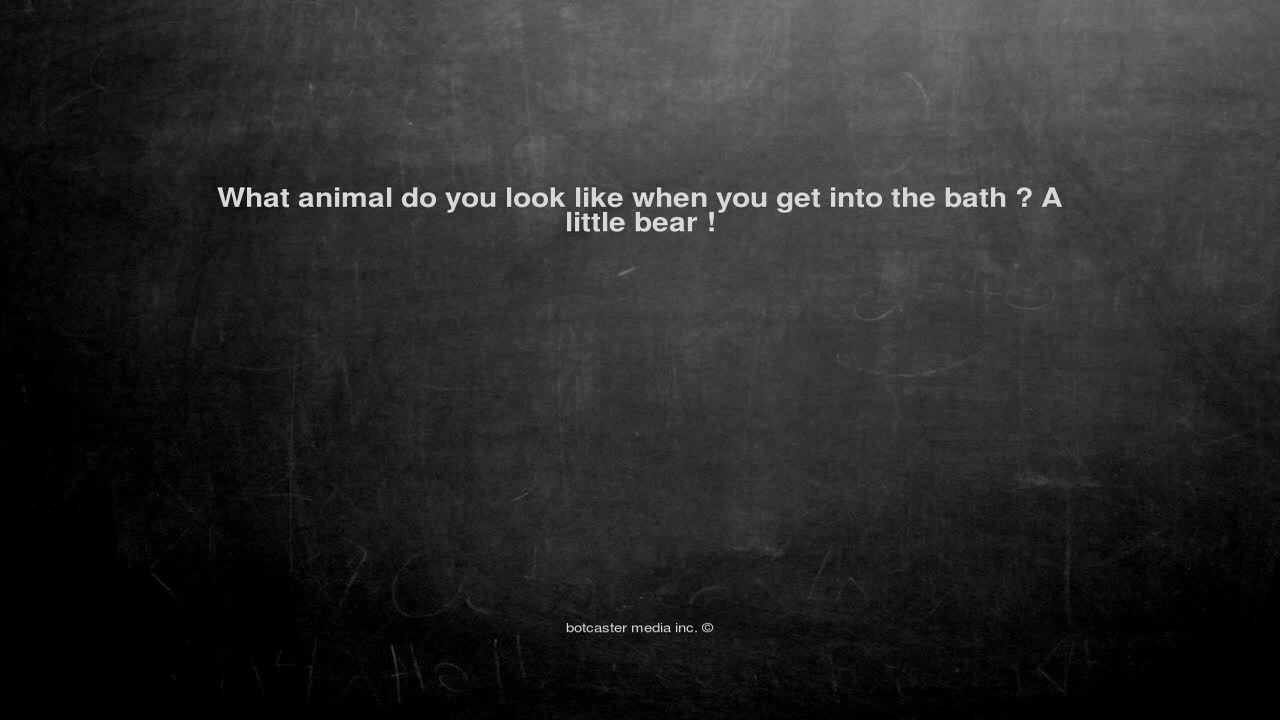 What animal do you look like when you get into the bath ? A
little bear !
botcaster media inc. ©